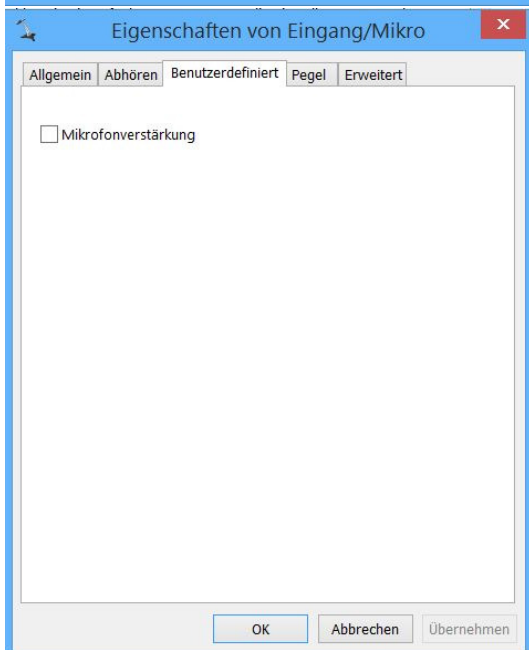 Eigenschaften von Eingang/Mikro
Allgemein Abhören Benutzerdefiniert Pegel Erweitert
Mikrofonverstärkung
OK Abbrechen Übernehmen